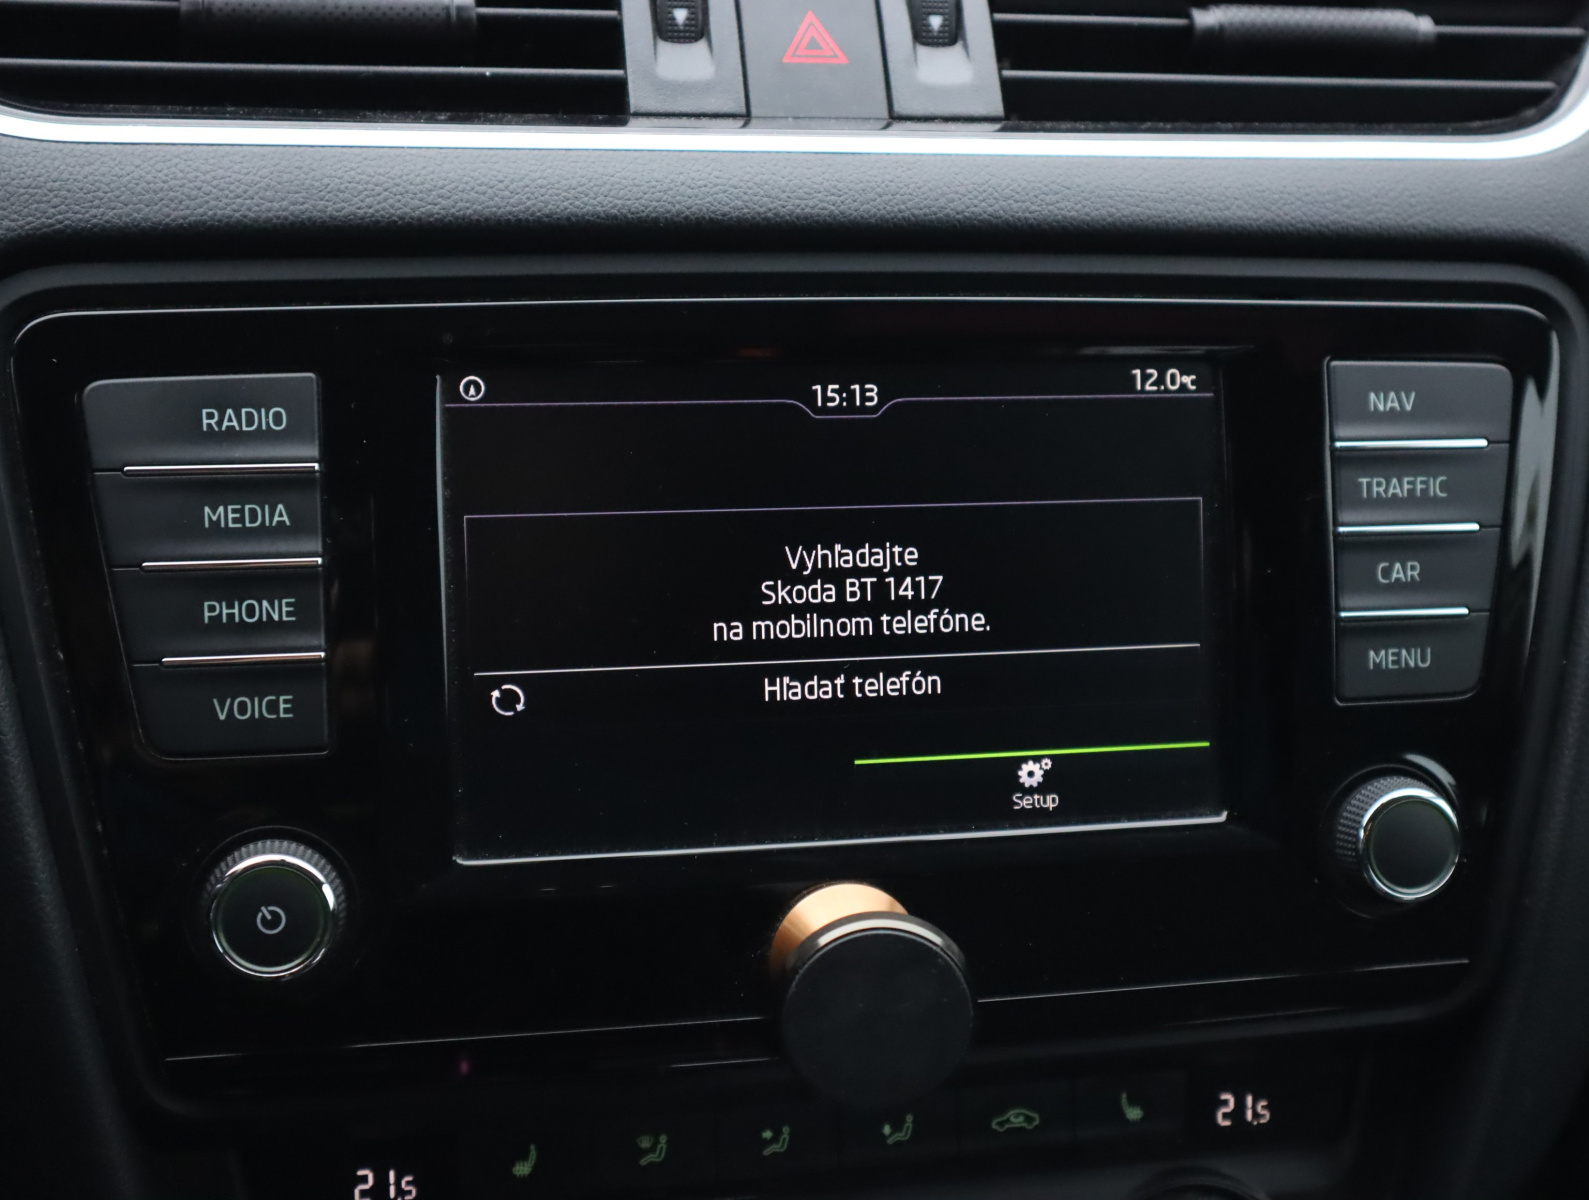 15:13
12.0°C
RADIO
MEDIA
PHONE
VOICE
Vyhľadajte
Skoda BT 1417
na mobilnom telefóne.
Hľadať telefón
Setup
NAV
TRAFFIC
CAR
MENU
21.5
21.5